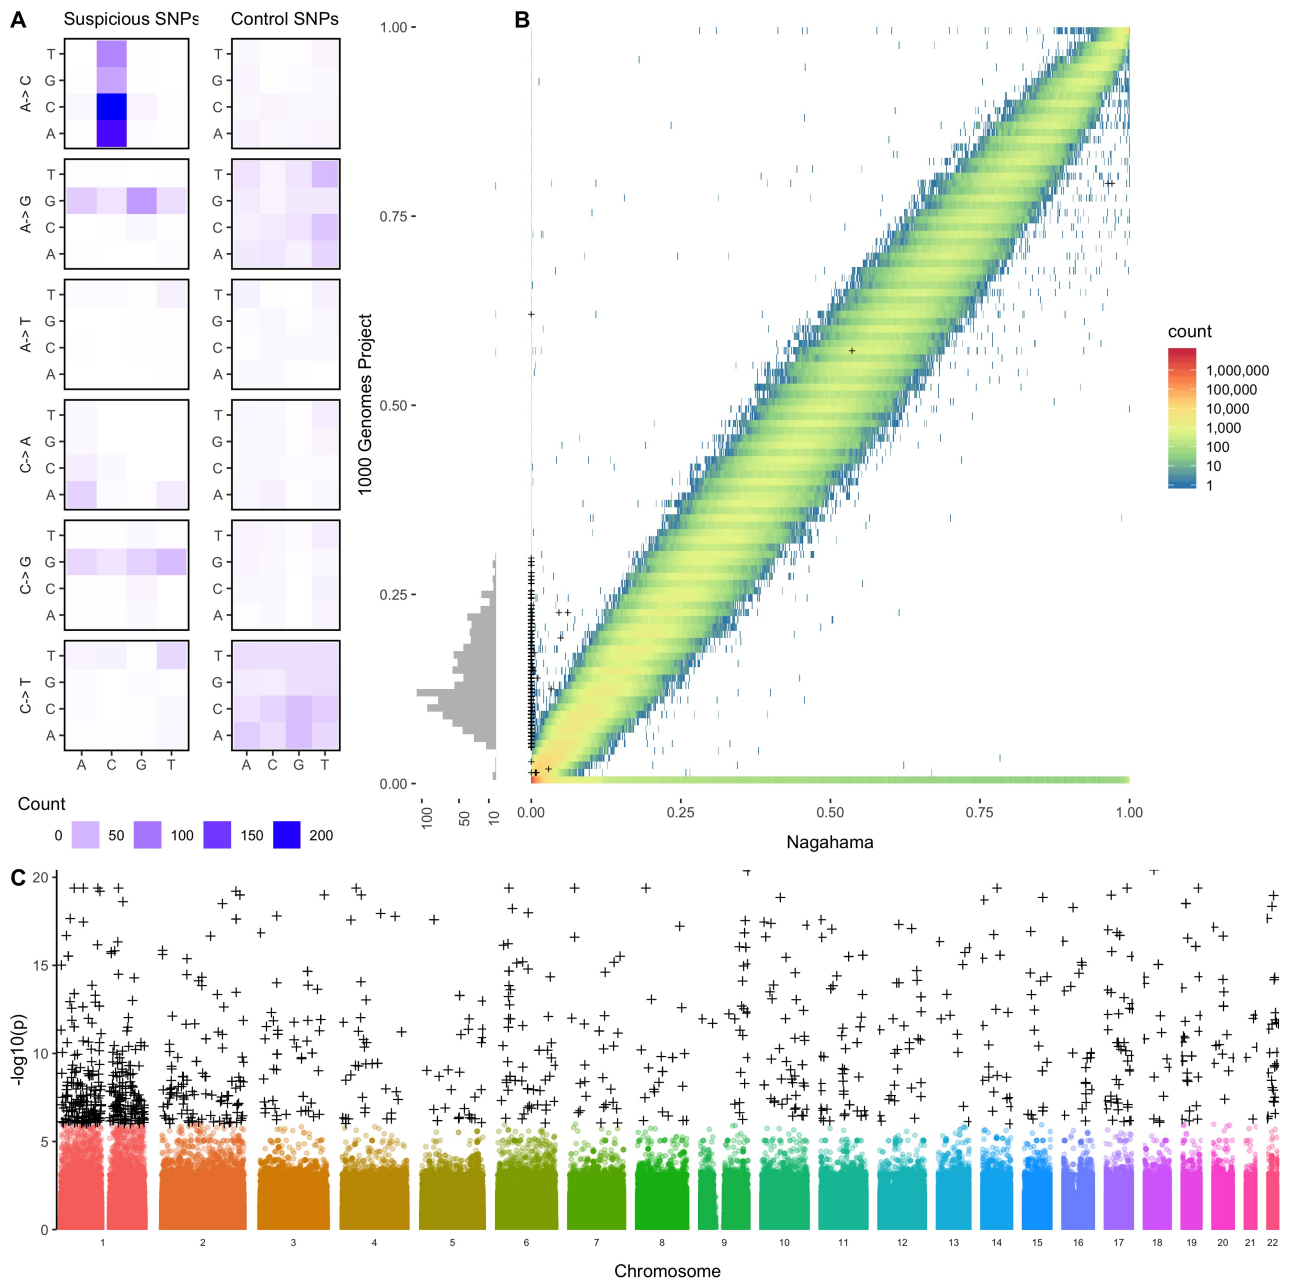 A
Suspicious SNPs
Control SNPs
A-> C
T
G
C
A
T
G
C
A
A-> G
T
G
C
A
T
G
C
A
A-> T
T
G
C
A
T
G
C
A
C-> A
T
G
C
A
T
G
C
A
C-> G
T
G
C
A
T
G
C
A
C-> T
T
G
C
A
T
G
C
A
A C G T
A C G T
Count
0 50 100 150 200
B
1000 Genomes Project
1.00
0.75
0.50
0.25
0.00
100 50 10
0.00 0.25 0.50 0.75 1.00
Nagahama
count
1,000,000
100,000
10,000
1,000
100
10
1
C
-log10(p)
20
15
10
5
0
1 2 3 4 5 6 7 8 9 10 11 12 13 14 15 16 17 18 19 20 21 22
Chromosome